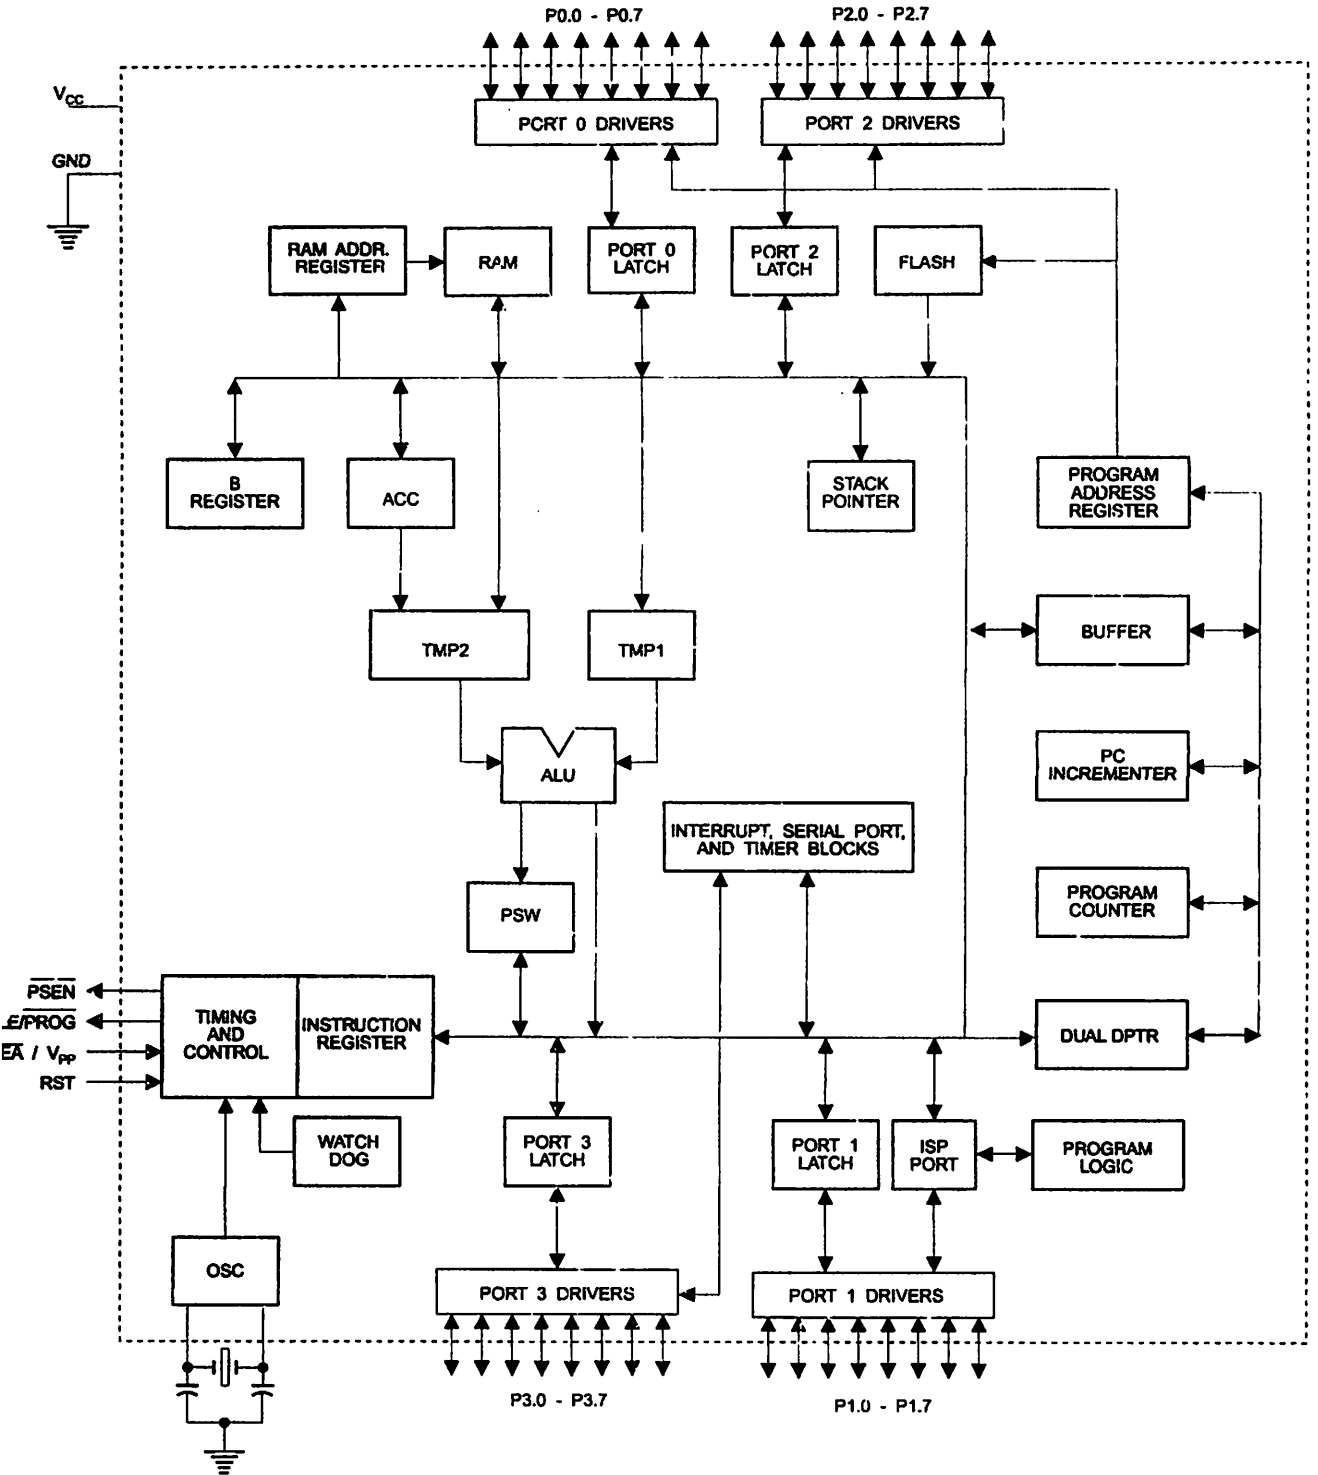 P0.0 - P0.7
P2.0 - P2.7
VCC
PORT 0 DRIVERS
PORT 2 DRIVERS
GND
RAM ADDR.
REGISTER
RAM
PORT 0
LATCH
PORT 2
LATCH
FLASH
B
REGISTER
ACC
STACK
POINTER
PROGRAM
ADDRESS
REGISTER
TMP2
TMP1
BUFFER
ALU
PC
INCREMENTER
INTERRUPT, SERIAL PORT,
AND TIMER BLOCKS
PSW
PROGRAM
COUNTER
PSEN
LE/PROG
EA / VPP
RST
TIMING
AND
CONTROL
INSTRUCTION
REGISTER
DUAL DPTR
WATCH
DOG
PORT 3
LATCH
PORT 1
LATCH
ISP
PORT
PROGRAM
LOGIC
OSC
PORT 3 DRIVERS
PORT 1 DRIVERS
P3.0 - P3.7
P1.0 - P1.7